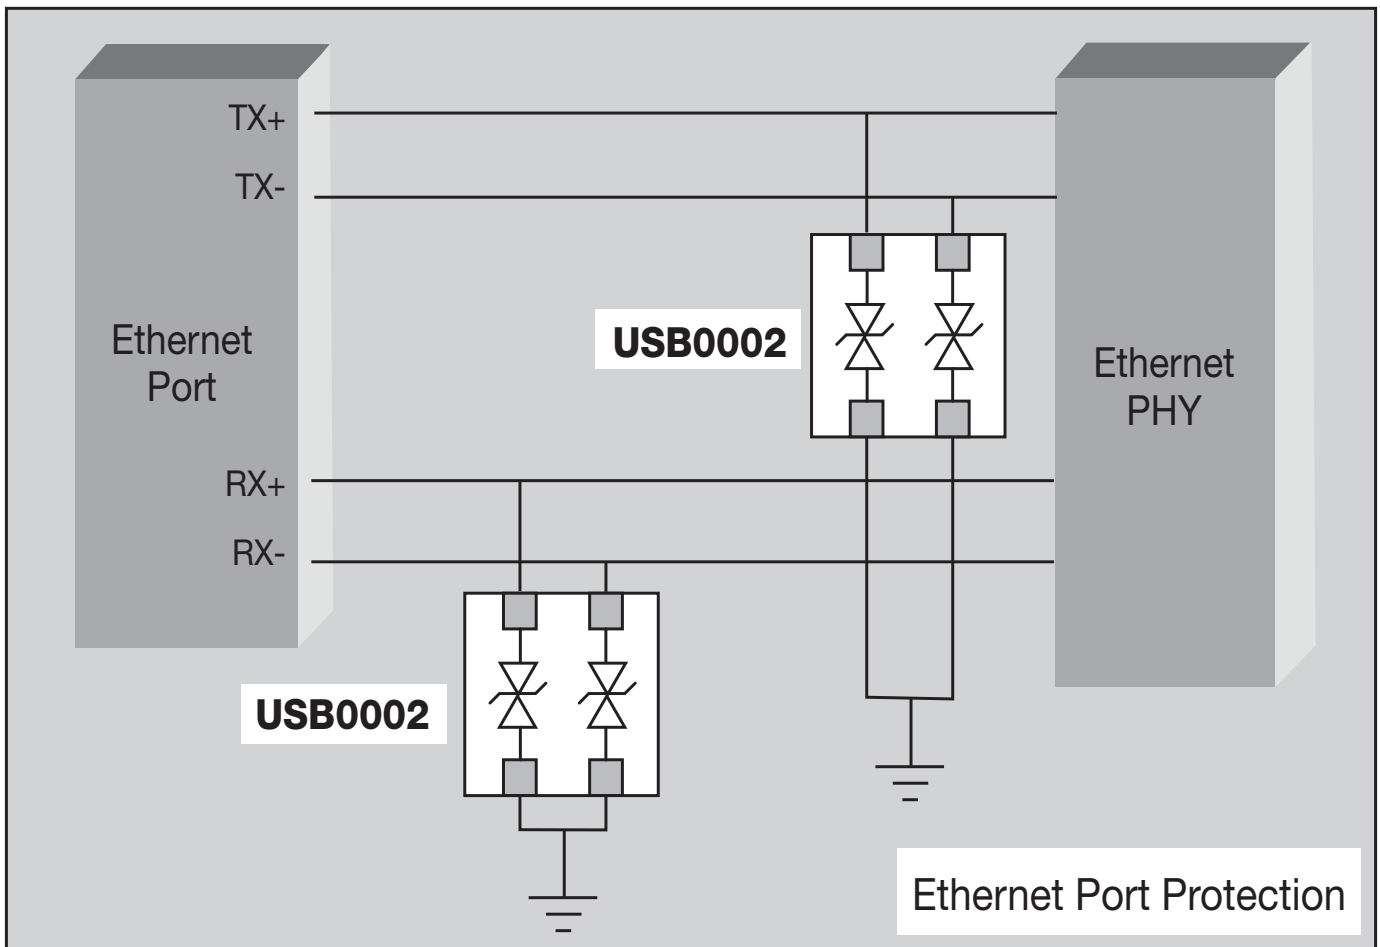 TX+
TX-
USB0002
Ethernet
Port
Ethernet
PHY
RX+
RX-
USB0002
Ethernet Port Protection